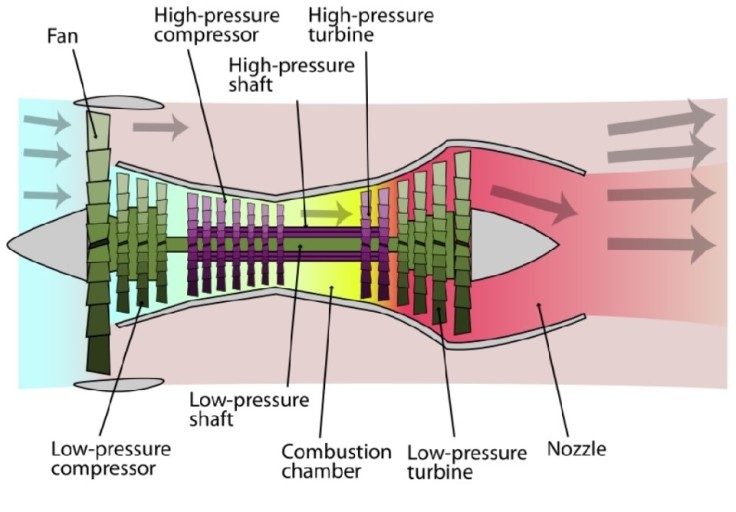 High-pressure
compressor
High-pressure
turbine
Fan
High-pressure
shaft
Low-pressure
shaft
Low-pressure
compressor
Combustion
chamber
Low-pressure
turbine
Nozzle